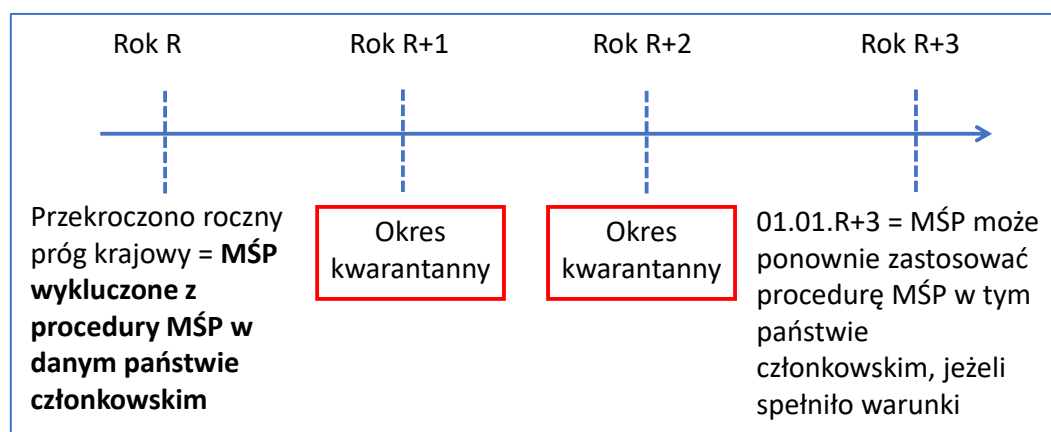 Rok R
Rok R+1
Rok R+2
Rok R+3
Przekroczono roczny
próg krajowy = MŚP
wykluczone z
procedury MŚP w
danym państwie
członkowskim
Okres
kwarantanny
Okres
kwarantanny
01.01.R+3 = MŚP może
ponownie zastosować
procedurę MŚP w tym
państwie
członkowskim, jeżeli
spełniło warunki